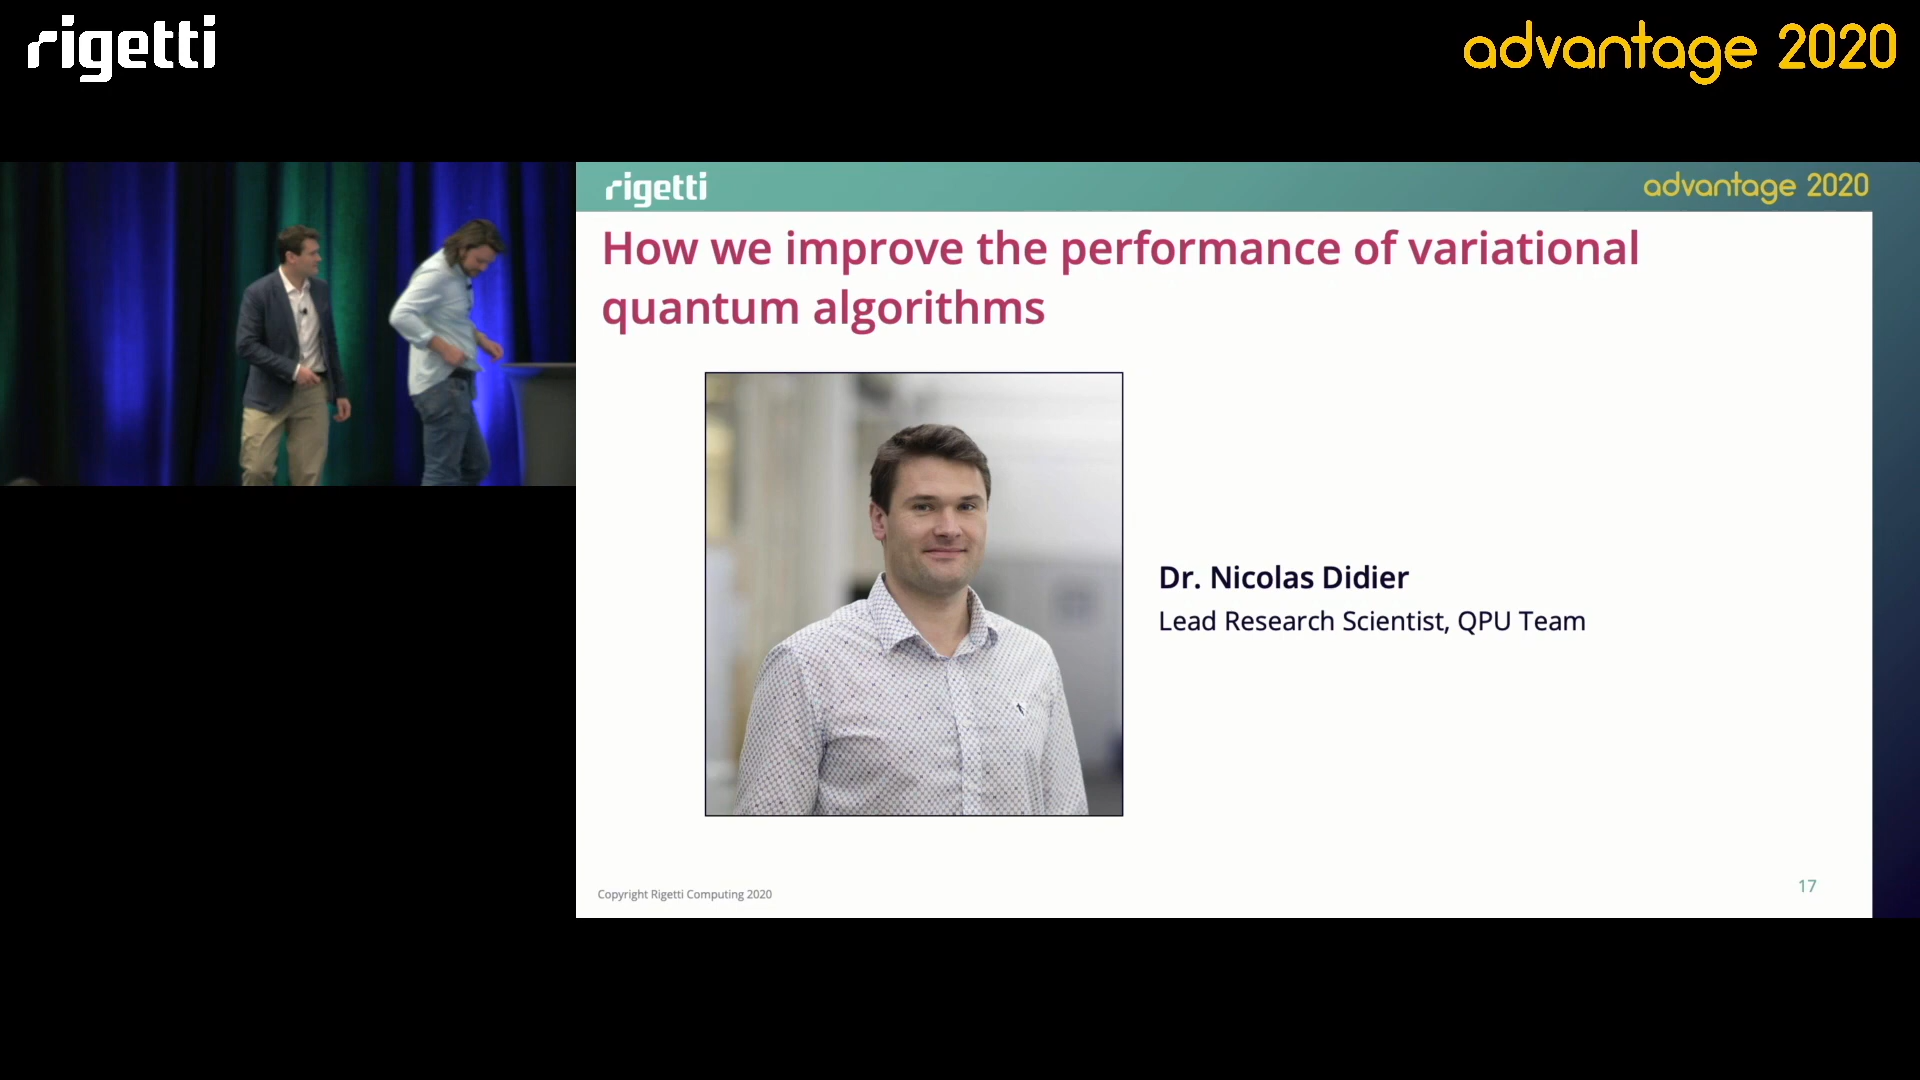 rigetti
advantage 2020
rigetti
advantage 2020
How we improve the performance of variational
quantum algorithms
Dr. Nicolas Didier
Lead Research Scientist, QPU Team
Copyright Rigetti Computing 2020
17